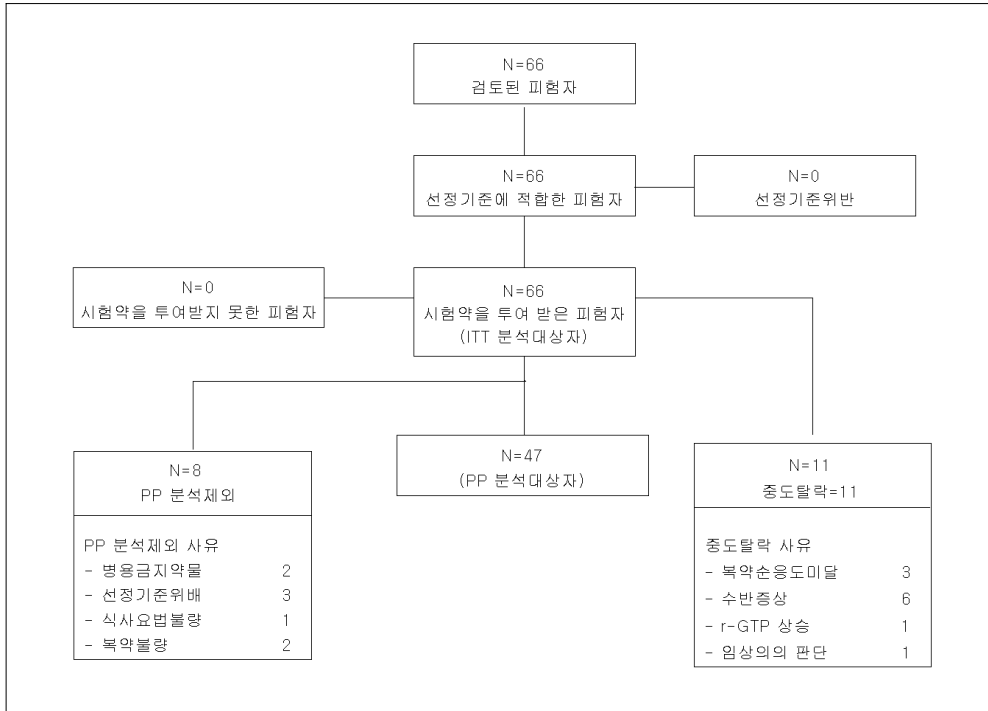 N=66
검토된 피험자
N=66
선정기준에 적합한 피험자
N=0
선정기준위반
N=0
시험약을 투여받지 못한 피험자
N=66
시험약을 투여 받은 피험자
(ITT 분석대상자)
N=8
PP 분석제외
PP 분석제외 사유
- 병용금지약물 2
- 선정기준위배 3
- 식사요법불량 1
- 복약불량 2
N=47
(PP 분석대상자)
N=11
중도탈락=11
중도탈락 사유
- 복약순응도미달 3
- 수반증상 6
- r-GTP 상승 1
- 임상의의 판단 1